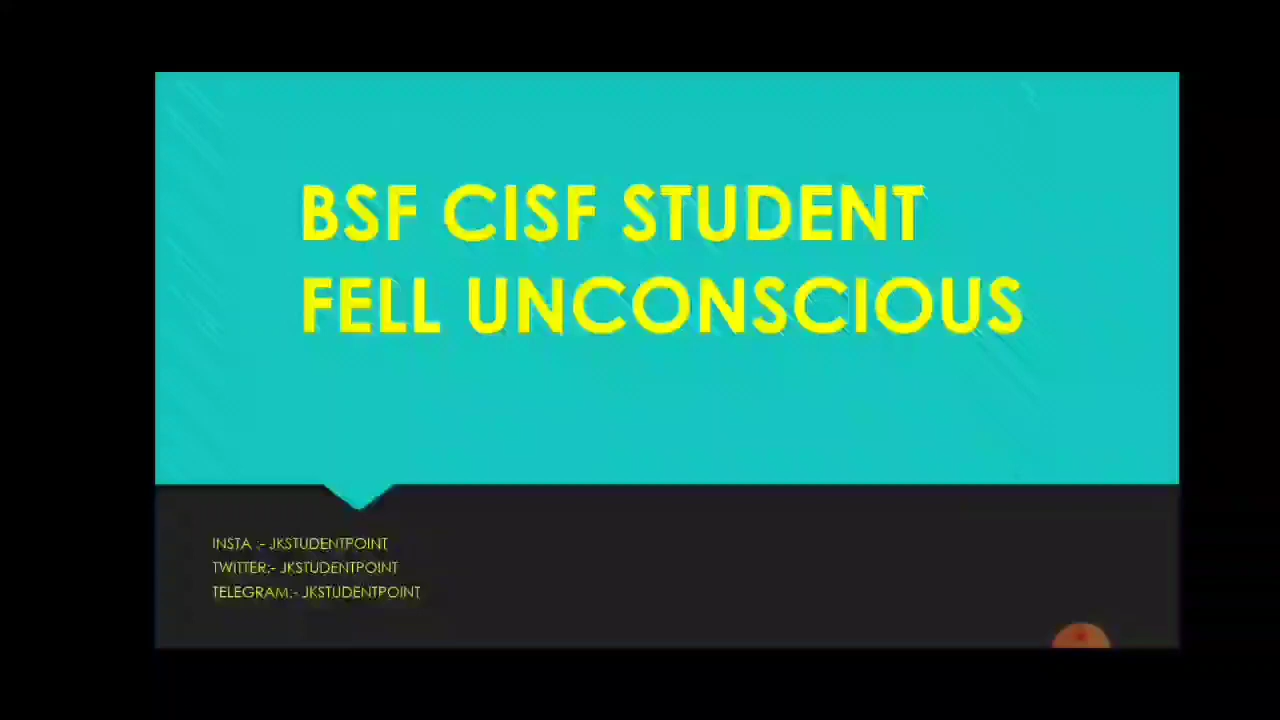 BSF CISF STUDENT
FELL UNCONSCIOUS
INSTA :- JKSTUDENTPOINT
TWITTER:- JKSTUDENTPOINT
TELEGRAM:- JKSTUDENTPOINT